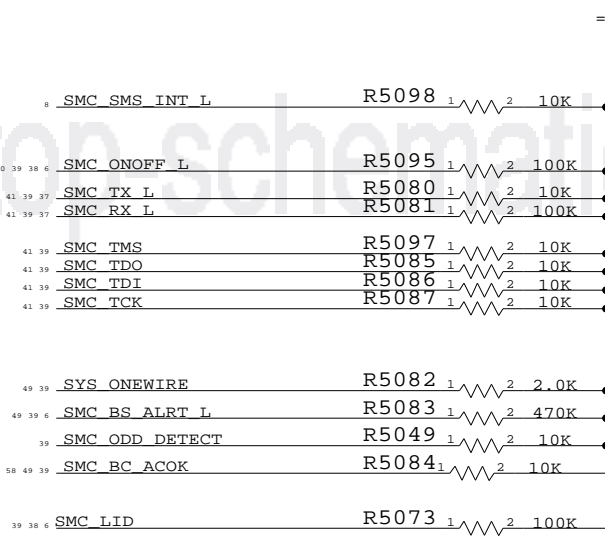 =
8 SMC_SMS_INT_L R5098 1 2 10K
top-schematic
0 39 38 6 SMC_ONOFF_L R5095 1 2 100K
41 39 37 SMC_TX_L R5080 1 2 10K
41 39 37 SMC_RX_L R5081 1 2 100K
41 39 SMC_TMS R5097 1 2 10K
41 39 SMC_TDO R5085 1 2 10K
41 39 SMC_TDI R5086 1 2 10K
41 39 SMC_TCK R5087 1 2 10K
49 39 SYS_ONEWIRE R5082 1 2 2.0K
49 39 6 SMC_BS_ALRT_L R5083 1 2 470K
39 SMC_ODD_DETECT R5049 1 2 10K
58 49 39 SMC_BC_ACOK R5084 1 2 10K
39 38 6 SMC_LID R5073 1 2 100K